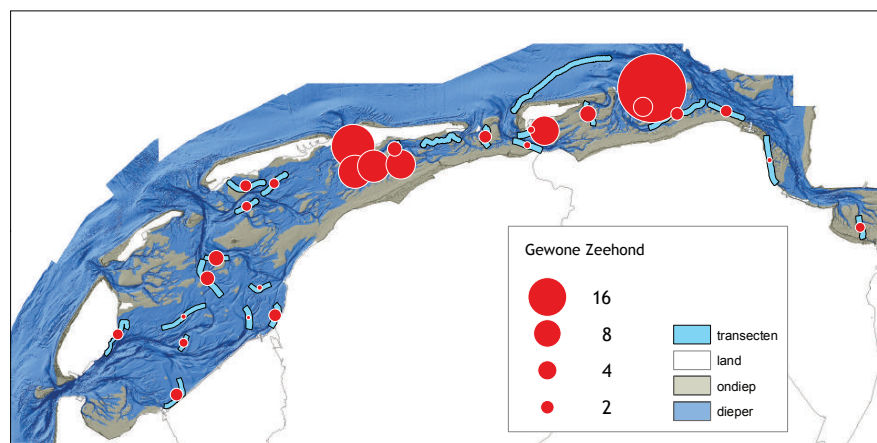 Gewone Zeehond
16
8
4
2
transecten
land
ondiep
dieper